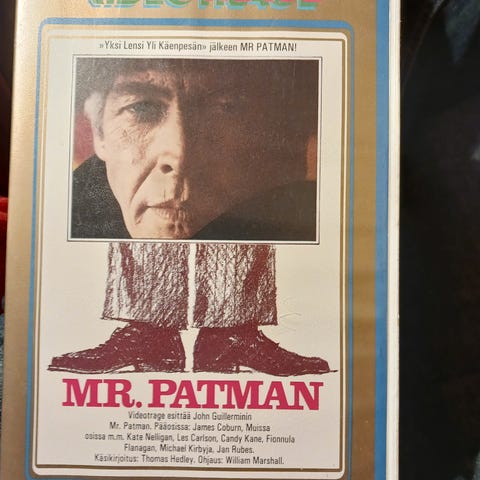 VIDEOTRAGE
»Yksi Lensi Yli Käenpesän» jälkeen MR PATMAN!
MR. PATMAN
Videotrage esittää John Guillerminin
Mr. Patman. Pääosissa: James Coburn, Muissa
osissa m.m. Kate Nelligan, Les Carlson, Candy Kane, Fionnula
Flanagan, Michael Kirbyja, Jan Rubes.
Käsikirjoitus: Thomas Hedley. Ohjaus: William Marshall.